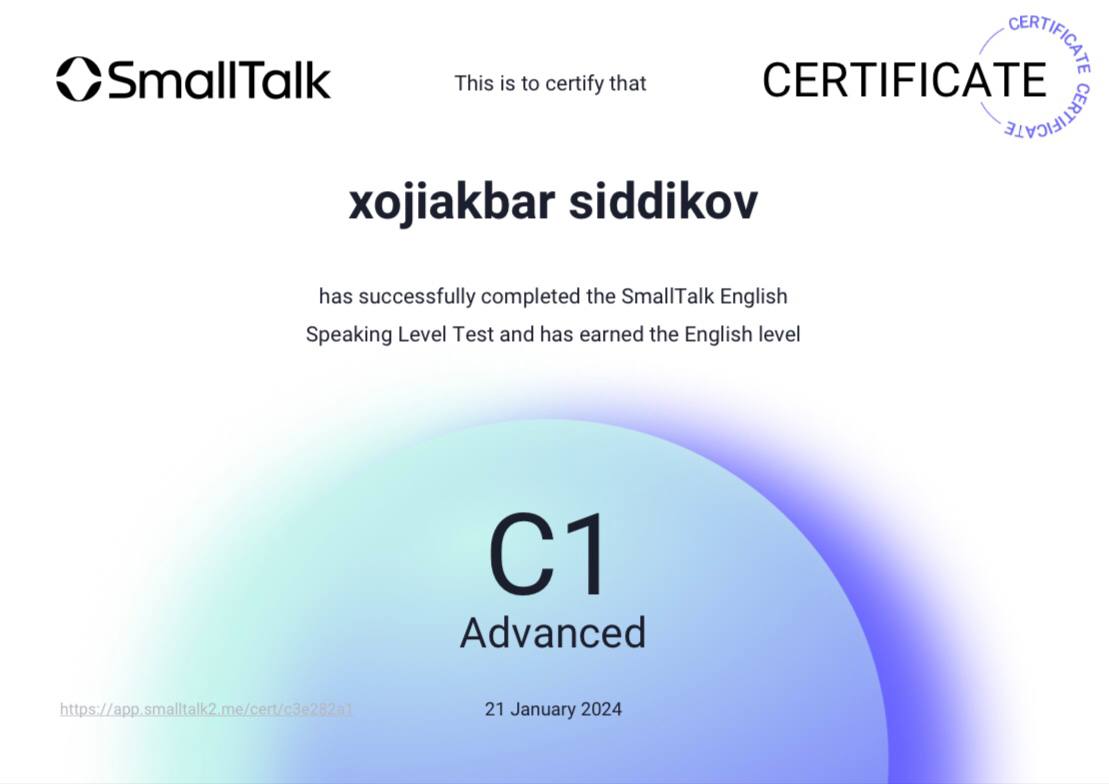 SmallTalk
This is to certify that
CERTIFICATE
CERTIFICATE CERTIFICATE
xojiakbar siddikov
has successfully completed the SmallTalk English
Speaking Level Test and has earned the English level
C1
Advanced
https://app.smalltalk2.me/cert/c3e282a1
21 January 2024